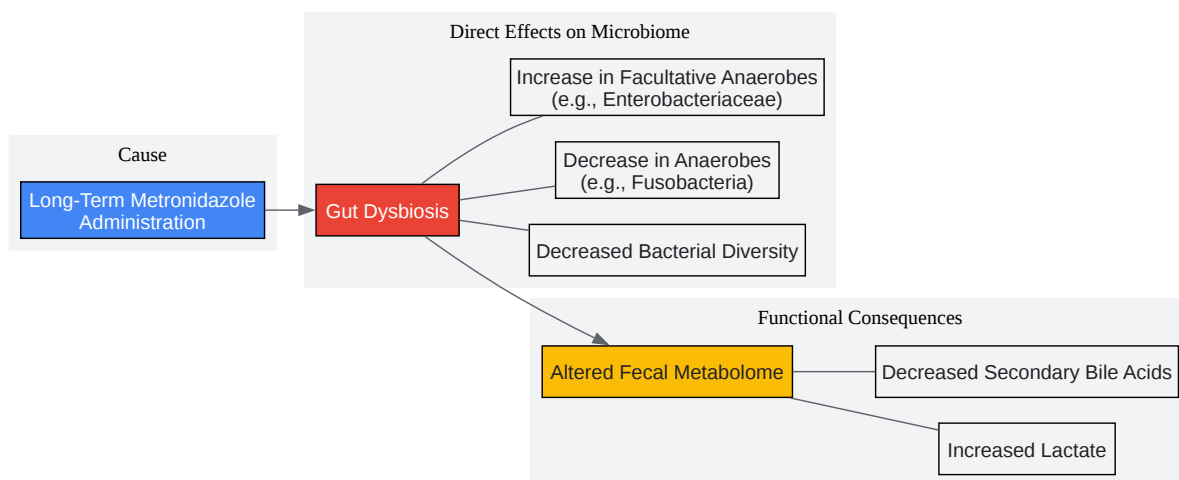 Direct Effects on Microbiome
Increase in Facultative Anaerobes
(e.g., Enterobacteriaceae)
Cause
Decrease in Anaerobes
(e.g., Fusobacteria)
Long-Term Metronidazole
Administration
Gut Dysbiosis
Decreased Bacterial Diversity
Functional Consequences
Altered Fecal Metabolome
Decreased Secondary Bile Acids
Increased Lactate